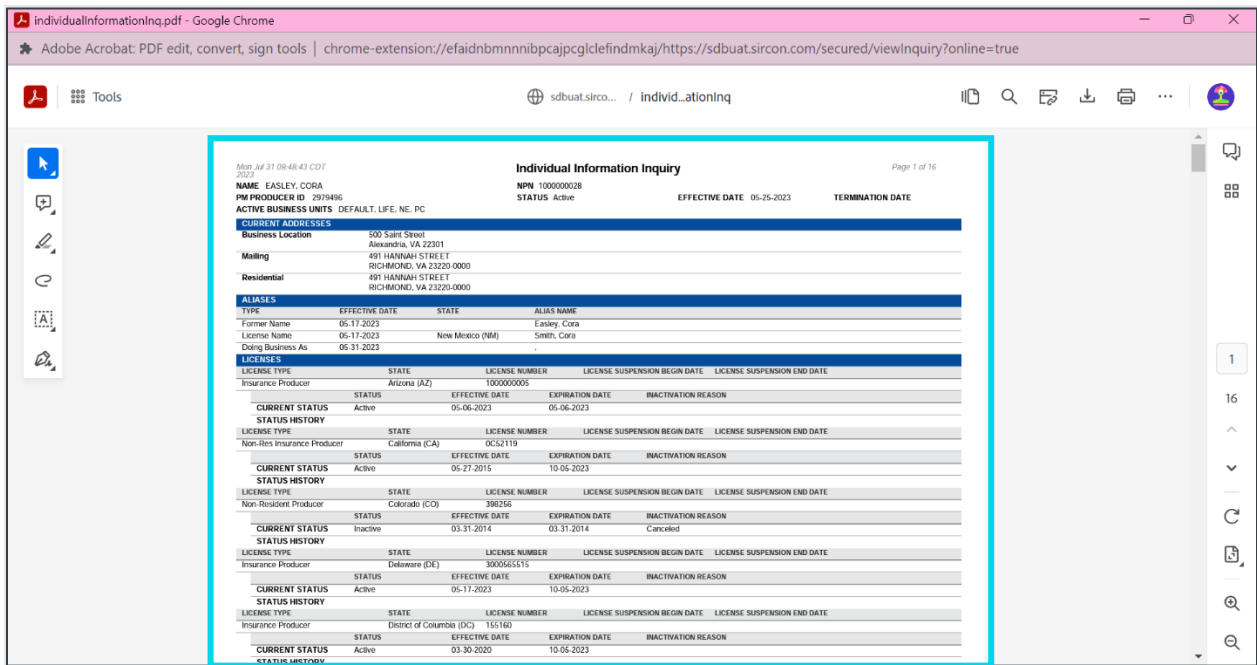 individualInformationInq.pdf - Google Chrome
Adobe Acrobat: PDF edit, convert, sign tools | chrome-extension://efaidnbmnnnibpcajpcglclefindmkaj/https://sdbuat.sircon.com/secured/viewInquiry?online=true
Tools
sdbuat.sirco... / individ...ationInq
Mon Jul 31 09:48:43 CDT
2023
Individual Information Inquiry
Page 1 of 16
NAME EASLEY, CORA NPN 1000000028
PM PRODUCER ID 2979496 STATUS Active EFFECTIVE DATE 05-25-2023 TERMINATION DATE
ACTIVE BUSINESS UNITS DEFAULT, LIFE, NE, PC
CURRENT ADDRESSES
Business Location 500 Saint Street
Alexandria, VA 22301
Mailing 491 HANNAH STREET
RICHMOND, VA 23220-0000
Residential 491 HANNAH STREET
RICHMOND, VA 23220-0000
ALIASES
TYPE EFFECTIVE DATE STATE ALIAS NAME
Former Name 05-17-2023 Easley, Cora
License Name 05-17-2023 New Mexico (NM) Smith, Cora
Doing Business As 05-31-2023 ,
LICENSES
LICENSE TYPE STATE LICENSE NUMBER LICENSE SUSPENSION BEGIN DATE LICENSE SUSPENSION END DATE
Insurance Producer Arizona (AZ) 1000000005
STATUS EFFECTIVE DATE EXPIRATION DATE INACTIVATION REASON
CURRENT STATUS Active 05-06-2023 05-06-2023
STATUS HISTORY
LICENSE TYPE STATE LICENSE NUMBER LICENSE SUSPENSION BEGIN DATE LICENSE SUSPENSION END DATE
Non-Res Insurance Producer California (CA) 0C52119
STATUS EFFECTIVE DATE EXPIRATION DATE INACTIVATION REASON
CURRENT STATUS Active 05-27-2015 10-05-2023
STATUS HISTORY
LICENSE TYPE STATE LICENSE NUMBER LICENSE SUSPENSION BEGIN DATE LICENSE SUSPENSION END DATE
Non-Resident Producer Colorado (CO) 398256
STATUS EFFECTIVE DATE EXPIRATION DATE INACTIVATION REASON
CURRENT STATUS Inactive 03-31-2014 03-31-2014 Canceled
STATUS HISTORY
LICENSE TYPE STATE LICENSE NUMBER LICENSE SUSPENSION BEGIN DATE LICENSE SUSPENSION END DATE
Insurance Producer Delaware (DE) 3000565515
STATUS EFFECTIVE DATE EXPIRATION DATE INACTIVATION REASON
CURRENT STATUS Active 05-17-2023 10-05-2023
STATUS HISTORY
LICENSE TYPE STATE LICENSE NUMBER LICENSE SUSPENSION BEGIN DATE LICENSE SUSPENSION END DATE
Insurance Producer District of Columbia (DC) 155160
STATUS EFFECTIVE DATE EXPIRATION DATE INACTIVATION REASON
CURRENT STATUS Active 03-30-2020 10-05-2023
STATUS HISTORY
1
16